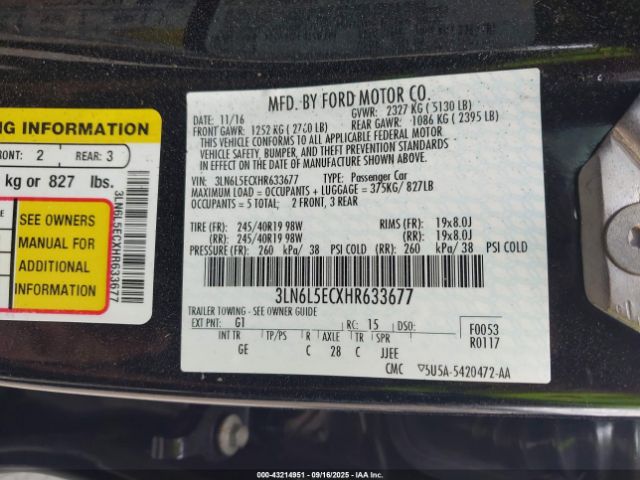 NG INFORMATION
FRONT: 2 REAR: 3
kg or 827 lbs.
SEE OWNERS
MANUAL FOR
ADDITIONAL
INFORMATION
3LN6L5ECXHR633677
MFD. BY FORD MOTOR CO.
DATE: 11/16 GVWR: 2327 KG ( 5130 LB)
FRONT GAWR: 1252 KG ( 2760 LB) REAR GAWR: 1086 KG ( 2395 LB)
THIS VEHICLE CONFORMS TO ALL APPLICABLE FEDERAL MOTOR
VEHICLE SAFETY, BUMPER, AND THEFT PREVENTION STANDARDS
IN EFFECT ON THE DATE OF MANUFACTURE SHOWN ABOVE.
VIN: 3LN6L5ECXHR633677 TYPE: Passenger Car
MAXIMUM LOAD = OCCUPANTS + LUGGAGE = 375KG/ 827LB
OCCUPANTS = 5 TOTAL; 2 FRONT, 3 REAR
TIRE (FR): 245/40R19 98W RIMS (FR): 19x8.0J
(RR): 245/40R19 98W (RR): 19x8.0J
PRESSURE (FR): 260 kPa/ 38 PSI COLD (RR): 260 kPa/ 38 PSI COLD
3LN6L5ECXHR633677
TRAILER TOWING - SEE OWNER GUIDE
EXT PNT: G1 RC: 15 DSO:
INT TR TP/PS R AXLE TR SPR
GE C 28 C JJEE
F0053
R0117
CMC ▽5U5A-5420472-AA
000-43214951 - 09/16/2025 - IAAI.COM